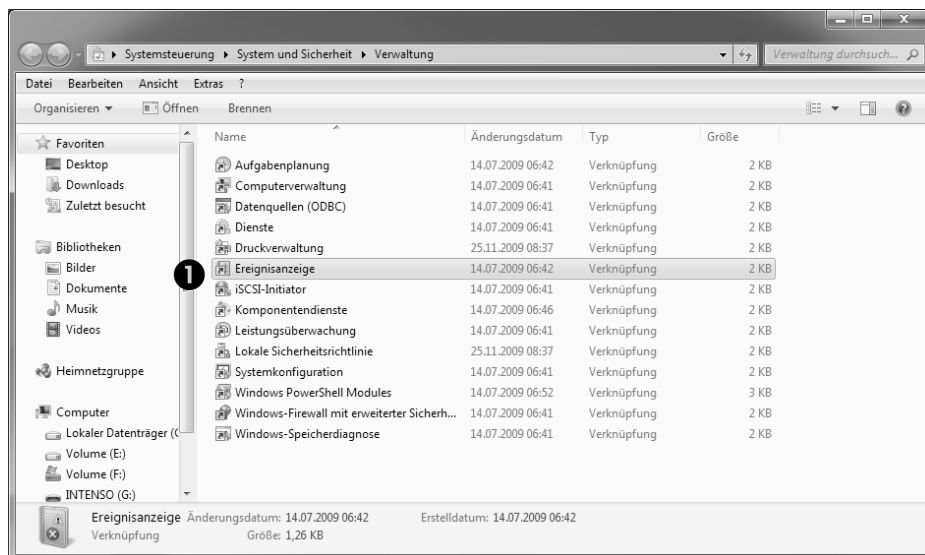 Systemsteuerung ▸ System und Sicherheit ▸ Verwaltung
Verwaltung durchsuch...
Datei Bearbeiten Ansicht Extras ?
Organisieren Öffnen Brennen
Name Änderungsdatum Typ Größe
Favoriten
Desktop
Downloads
Zuletzt besucht
Bibliotheken
Bilder
Dokumente
Musik
Videos
Heimnetzgruppe
Computer
Lokaler Datenträger (C
Volume (E:)
Volume (F:)
INTENSO (G:)
Aufgabenplanung 14.07.2009 06:42 Verknüpfung 2 KB
Computerverwaltung 14.07.2009 06:41 Verknüpfung 2 KB
Datenquellen (ODBC) 14.07.2009 06:41 Verknüpfung 2 KB
Dienste 14.07.2009 06:41 Verknüpfung 2 KB
Druckverwaltung 25.11.2009 08:37 Verknüpfung 2 KB
1 Ereignisanzeige 14.07.2009 06:42 Verknüpfung 2 KB
iSCSI-Initiator 14.07.2009 06:41 Verknüpfung 2 KB
Komponentendienste 14.07.2009 06:46 Verknüpfung 2 KB
Leistungsüberwachung 14.07.2009 06:41 Verknüpfung 2 KB
Lokale Sicherheitsrichtlinie 25.11.2009 08:37 Verknüpfung 2 KB
Systemkonfiguration 14.07.2009 06:41 Verknüpfung 2 KB
Windows PowerShell Modules 14.07.2009 06:52 Verknüpfung 3 KB
Windows-Firewall mit erweiterter Sicherh... 14.07.2009 06:41 Verknüpfung 2 KB
Windows-Speicherdiagnose 14.07.2009 06:41 Verknüpfung 2 KB
Ereignisanzeige Änderungsdatum: 14.07.2009 06:42 Erstelldatum: 14.07.2009 06:42
Verknüpfung Größe: 1,26 KB